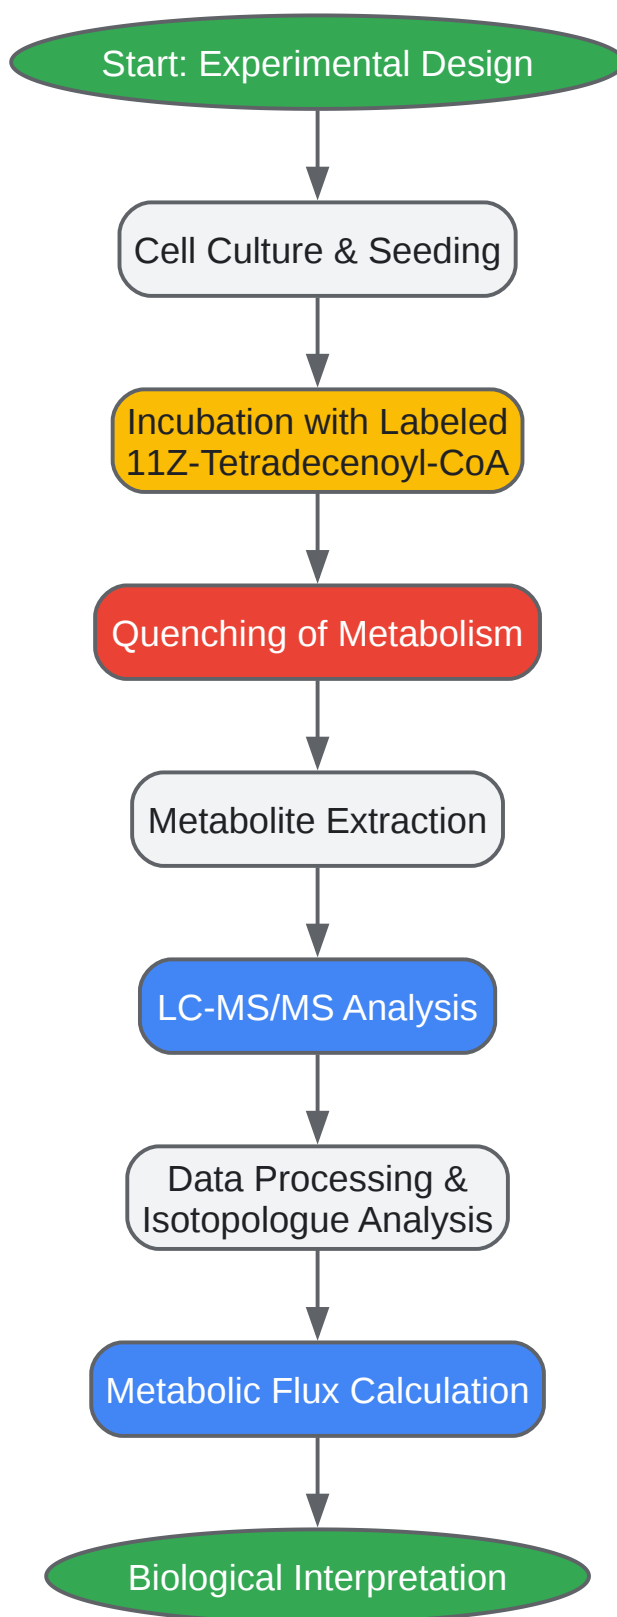 Start: Experimental Design
Cell Culture & Seeding
Incubation with Labeled
11Z-Tetradecenoyl-CoA
Quenching of Metabolism
Metabolite Extraction
LC-MS/MS Analysis
Data Processing &
Isotopologue Analysis
Metabolic Flux Calculation
Biological Interpretation